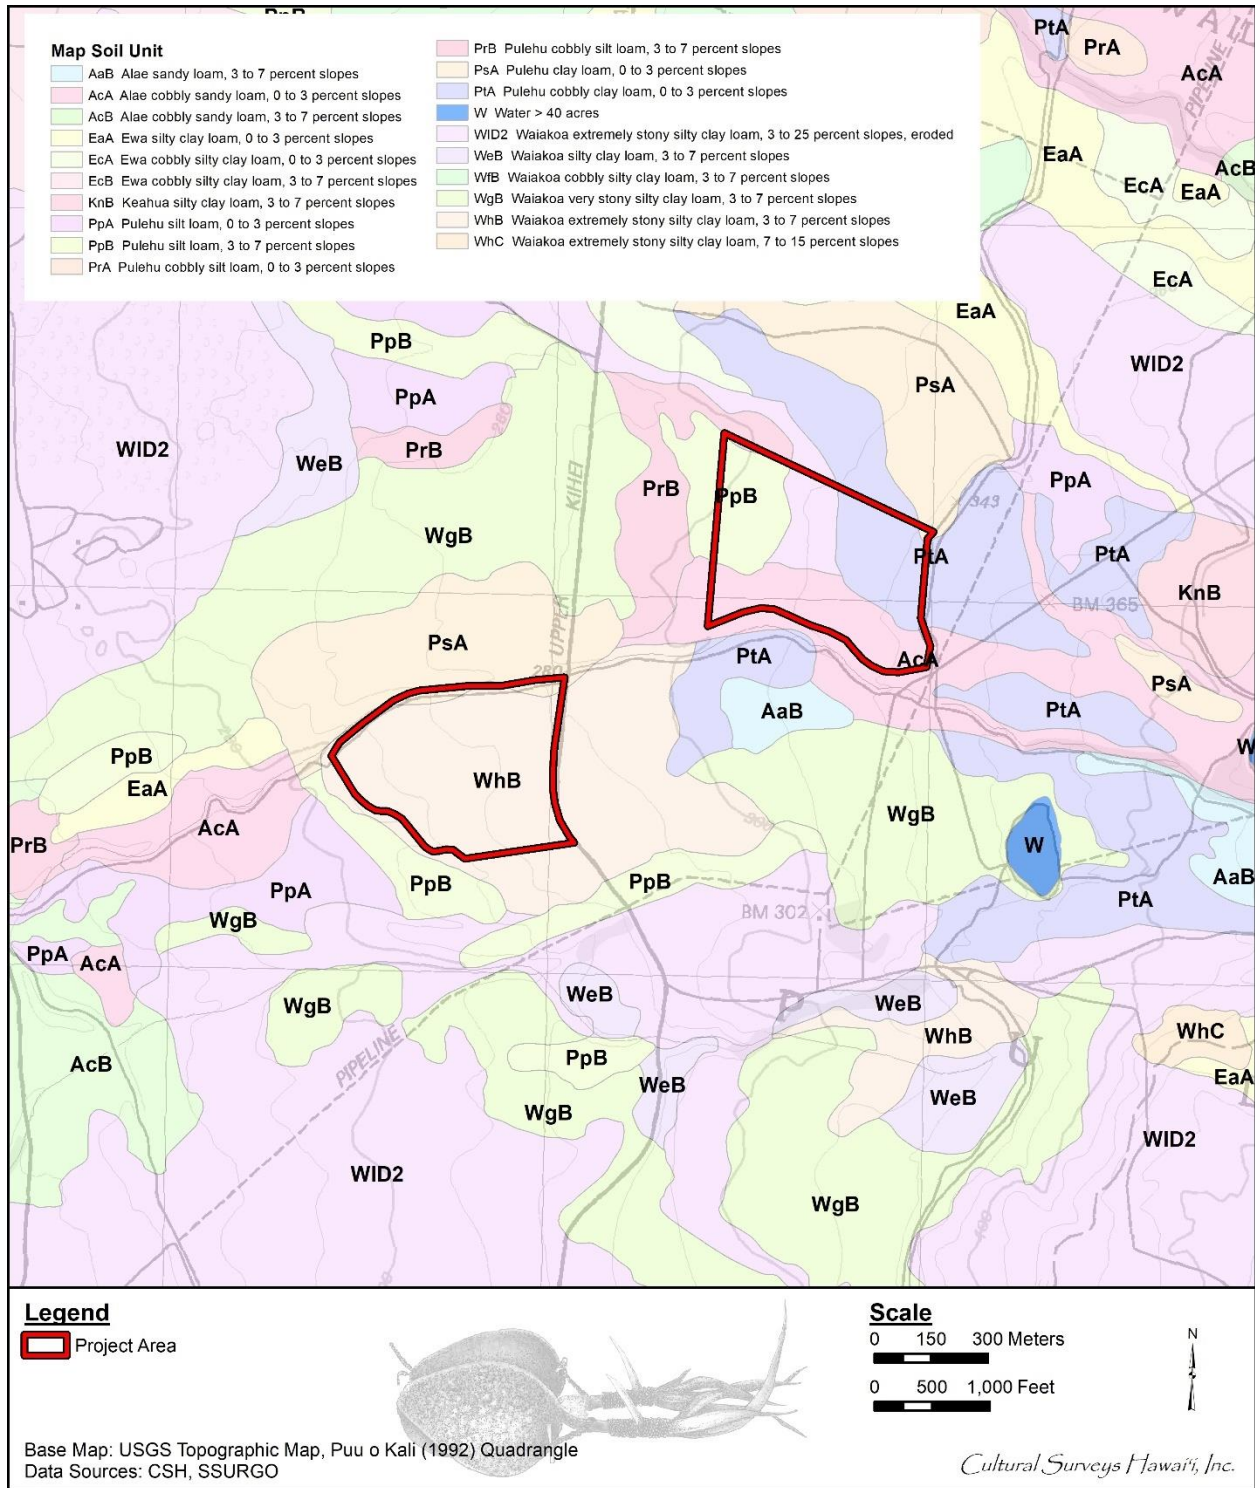 PpB
PpB
Map Soil Unit
AaB Alae sandy loam, 3 to 7 percent slopes
AcA Alae cobbly sandy loam, 0 to 3 percent slopes
AcB Alae cobbly sandy loam, 3 to 7 percent slopes
EaA Ewa silty clay loam, 0 to 3 percent slopes
EcA Ewa cobbly silty clay loam, 0 to 3 percent slopes
EcB Ewa cobbly silty clay loam, 3 to 7 percent slopes
KnB Keahua silty clay loam, 3 to 7 percent slopes
PpA Pulehu silt loam, 0 to 3 percent slopes
PpB Pulehu silt loam, 3 to 7 percent slopes
PrA Pulehu cobbly silt loam, 0 to 3 percent slopes
PrB Pulehu cobbly silt loam, 3 to 7 percent slopes
PsA Pulehu clay loam, 0 to 3 percent slopes
PtA Pulehu cobbly clay loam, 0 to 3 percent slopes
W Water > 40 acres
WID2 Waiakoa extremely stony silty clay loam, 3 to 25 percent slopes, eroded
WeB Waiakoa silty clay loam, 3 to 7 percent slopes
WfB Waiakoa cobbly silty clay loam, 3 to 7 percent slopes
WgB Waiakoa very stony silty clay loam, 3 to 7 percent slopes
WhB Waiakoa extremely stony silty clay loam, 3 to 7 percent slopes
WhC Waiakoa extremely stony silty clay loam, 7 to 15 percent slopes
PtA
PrA
AcA
PIPELINE
EaA
AcB
EcA
EaA
EcA
EaA
WID2
PpB
PpA
PsA
280
PrB
WID2
WeB
KIHEI
PrB
PpB
PpA
343
WgB
PtA
PtA
KnB
BM 365
UPPER
PsA
280
PtA
AcA
PsA
AaB
PtA
W
PpB
EaA
WhB
AcA
WgB
W
PrB
PpB
PpB
AaB
PpA
PtA
WgB
BM 302
PpA
AcA
WgB
WeB
WeB
P
WhB
WhC
U
AcB
PIPELINE
PpB
WeB
EaA
WeB
WgB
WID2
WID2
WgB
400
Legend
Project Area
Scale
0 150 300 Meters
0 500 1,000 Feet
N
Base Map: USGS Topographic Map, Puu o Kali (1992) Quadrangle
Data Sources: CSH, SSURGO
Cultural Surveys Hawai‘i, Inc.